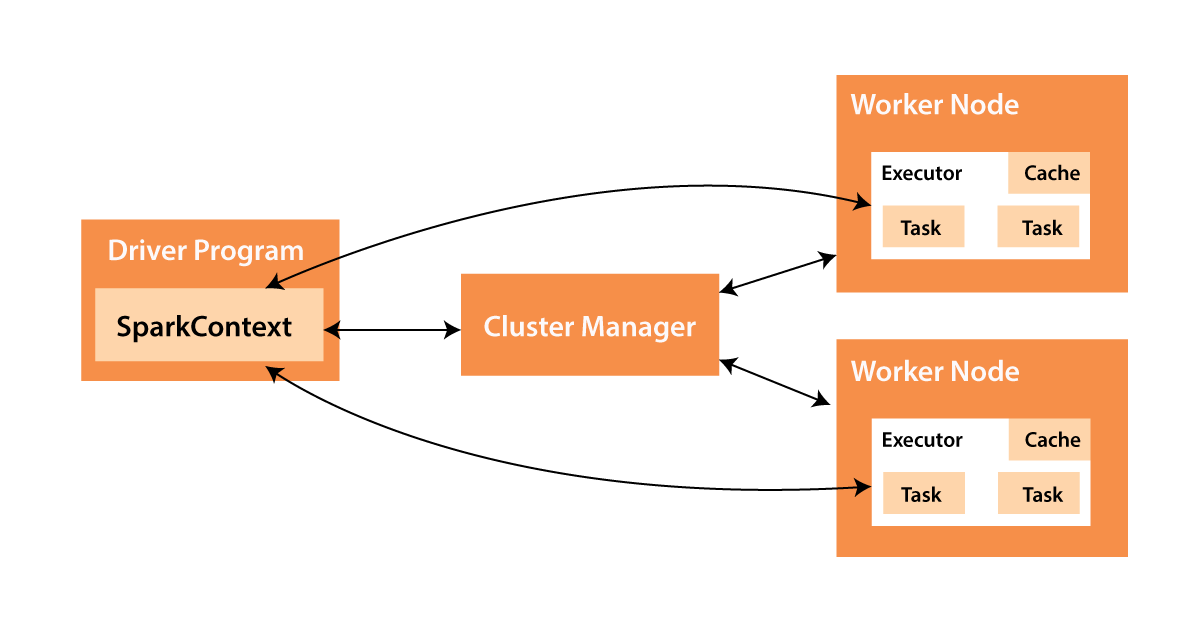 Driver Program
SparkContext
Cluster Manager
Worker Node
Executor
Cache
Task
Task
Worker Node
Executor
Cache
Task
Task